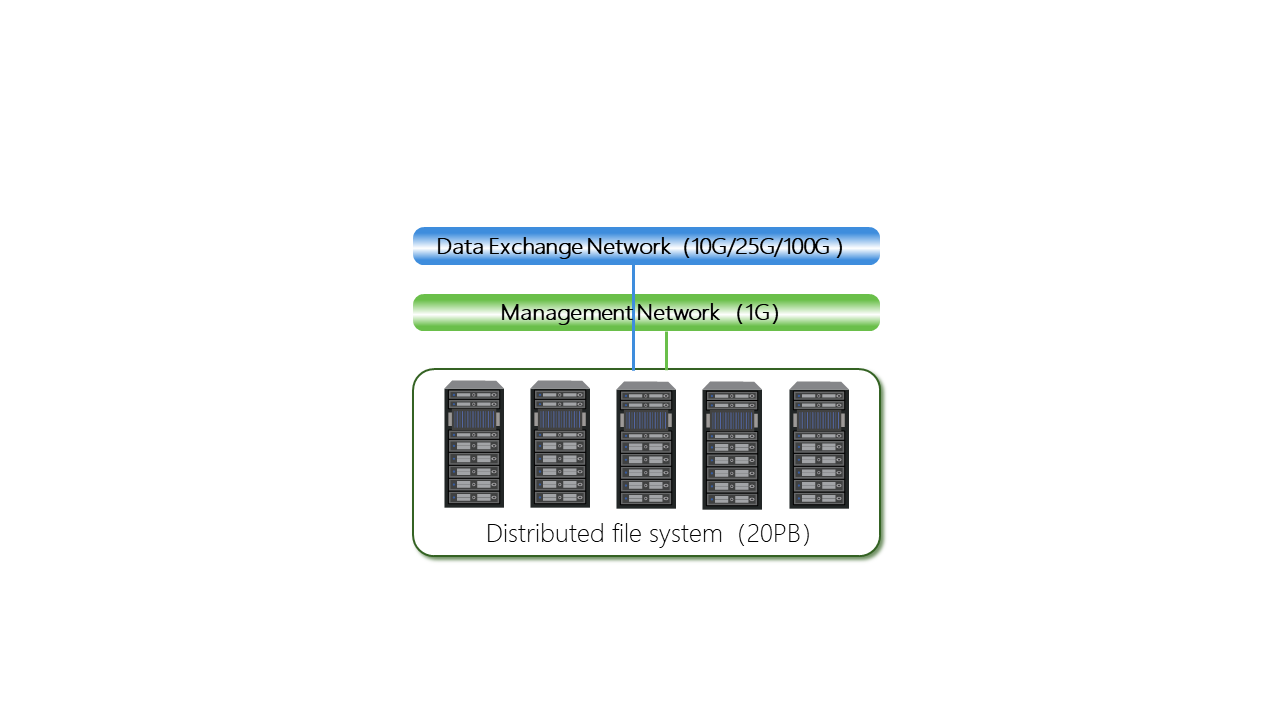 Data Exchange Network（10G/25G/100G ）
Management Network （1G）
Distributed file system（20PB）